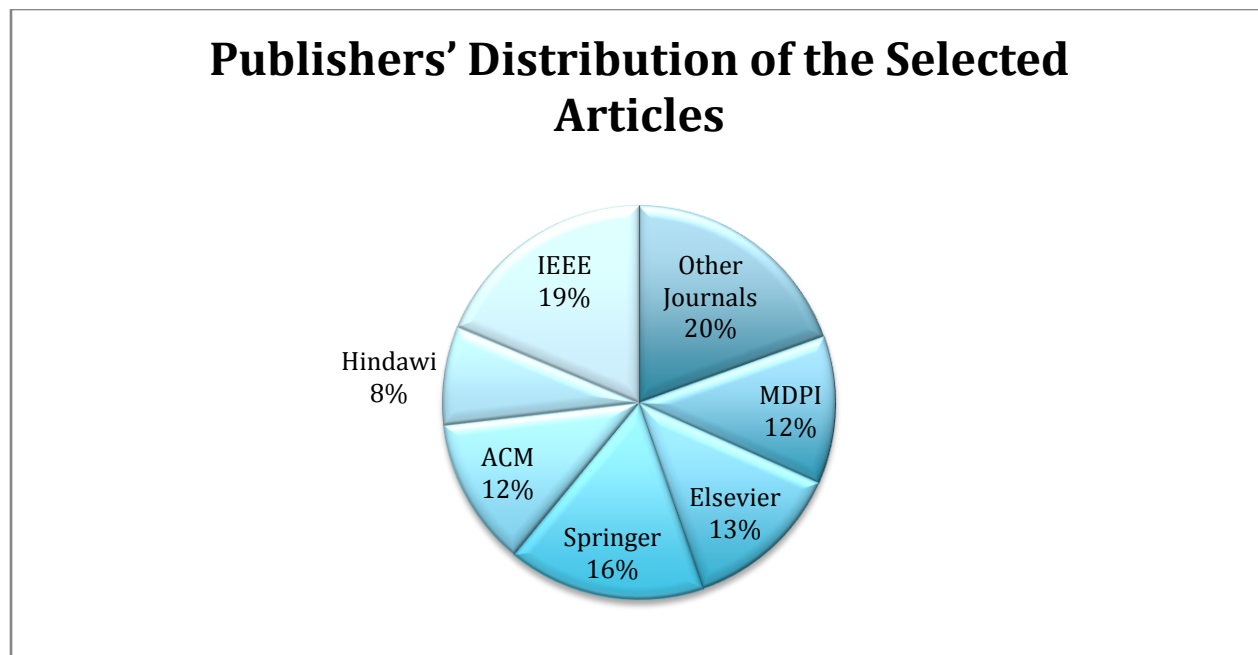 Publishers’ Distribution of the Selected
Articles
IEEE
19%
Other
Journals
20%
Hindawi
8%
MDPI
12%
ACM
12%
Elsevier
13%
Springer
16%